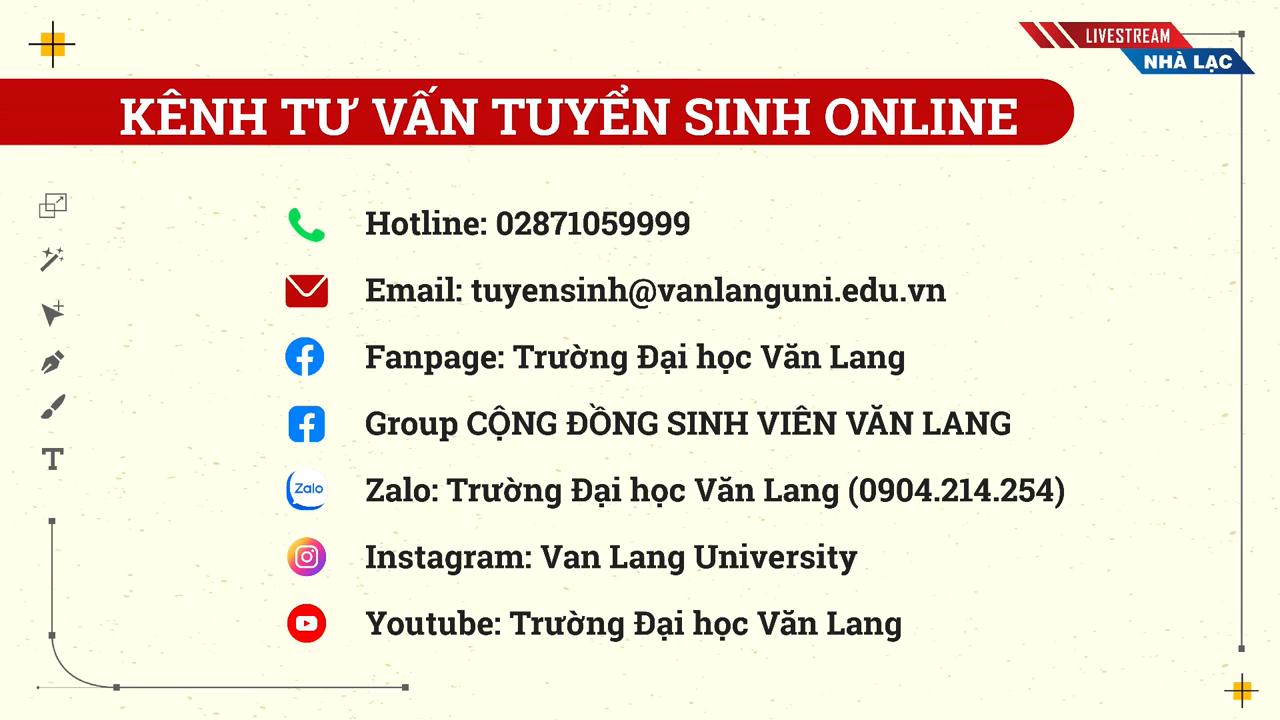 LIVESTREAM
NHÀ LẠC
KÊNH TƯ VẤN TUYỂN SINH ONLINE
Hotline: 02871059999
Email: tuyensinh@vanlanguni.edu.vn
Fanpage: Trường Đại học Văn Lang
Group CỘNG ĐỒNG SINH VIÊN VĂN LANG
Zalo
Zalo: Trường Đại học Văn Lang (0904.214.254)
Instagram: Van Lang University
Youtube: Trường Đại học Văn Lang
T